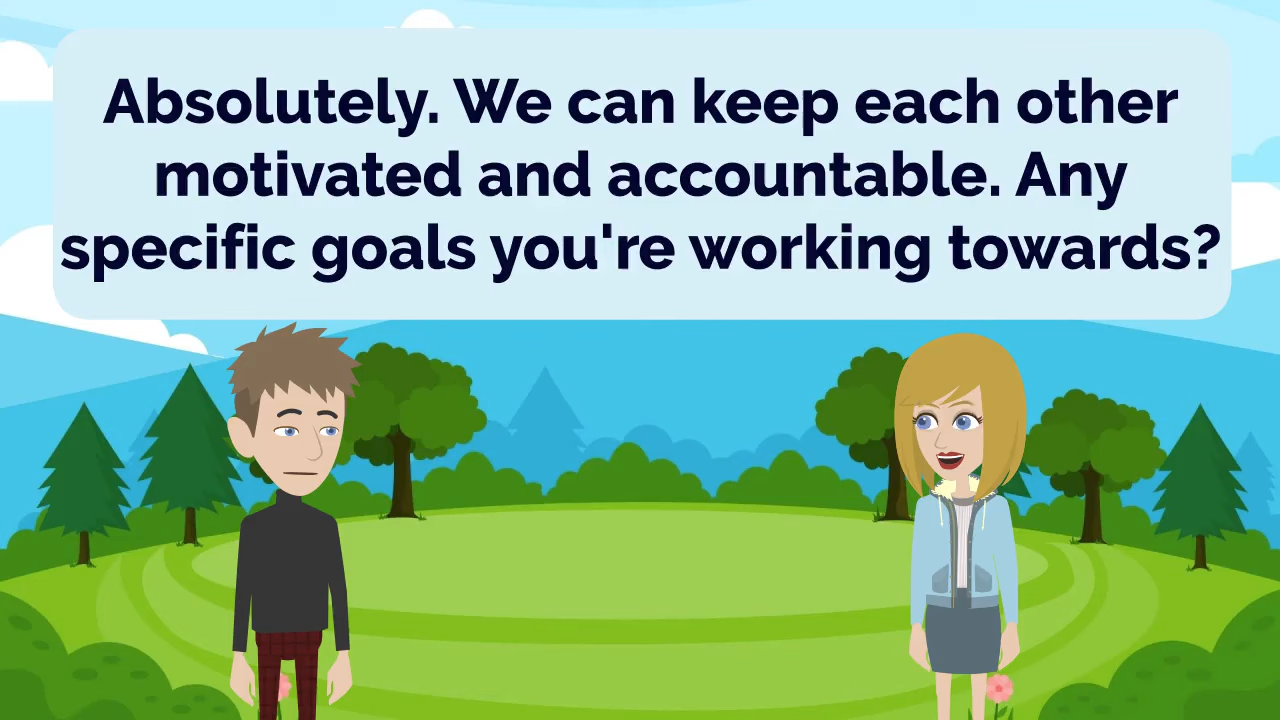 Absolutely. We can keep each other
motivated and accountable. Any
specific goals you're working towards?